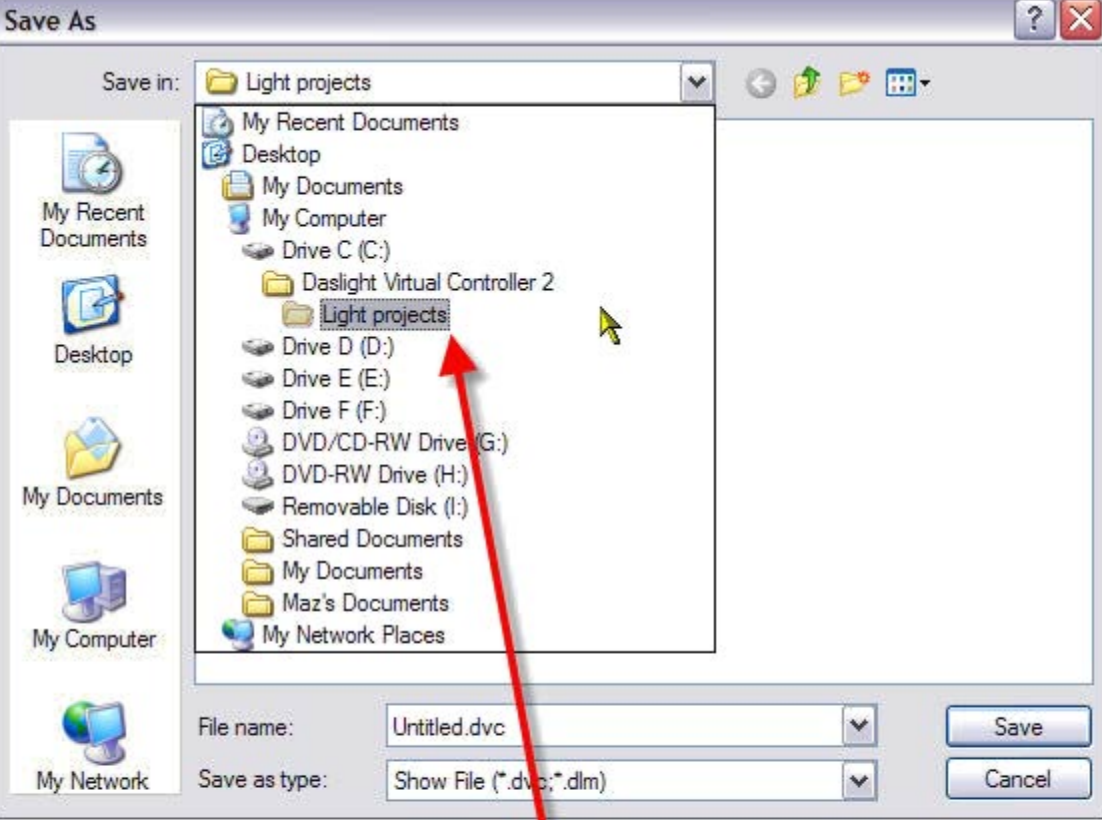 Save As
Save in: Light projects
My Recent Documents
Desktop
My Documents
My Computer
Drive C (C:)
Daslight Virtual Controller 2
Light projects
Drive D (D:)
Drive E (E:)
Drive F (F:)
DVD/CD-RW Drive (G:)
DVD-RW Drive (H:)
Removable Disk (I:)
Shared Documents
My Documents
Maz's Documents
My Network Places
My Recent
Documents
Desktop
My Documents
My Computer
My Network
File name: Untitled.dvc Save
Save as type: Show File (*.dvc;*.dlm) Cancel